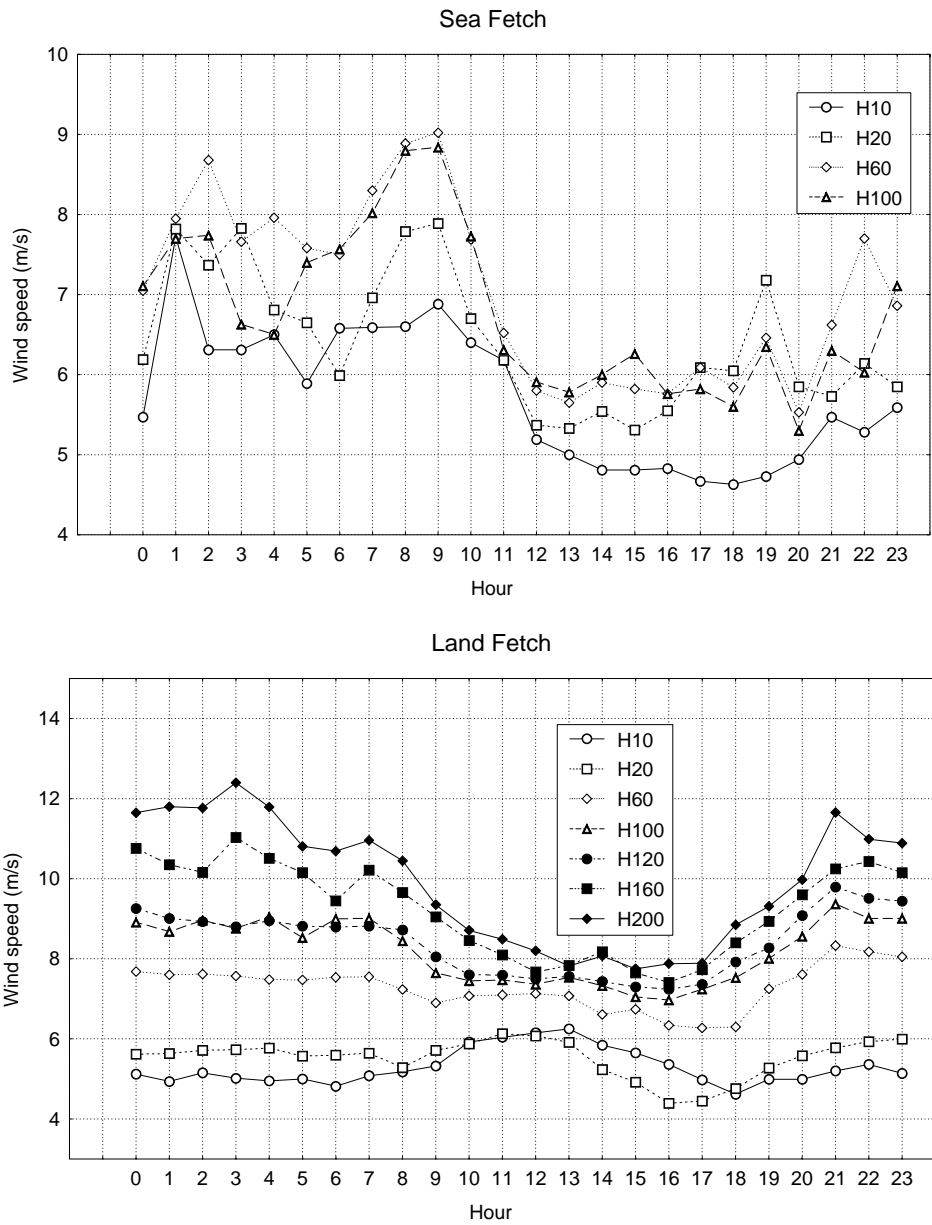 Sea Fetch
10
9
8
7
6
5
4
Wind speed (m/s)
H10
H20
H60
H100
0 1 2 3 4 5 6 7 8 9 10 11 12 13 14 15 16 17 18 19 20 21 22 23
Hour
Land Fetch
14
12
10
8
6
4
Wind speed (m/s)
H10
H20
H60
H100
H120
H160
H200
0 1 2 3 4 5 6 7 8 9 10 11 12 13 14 15 16 17 18 19 20 21 22 23
Hour